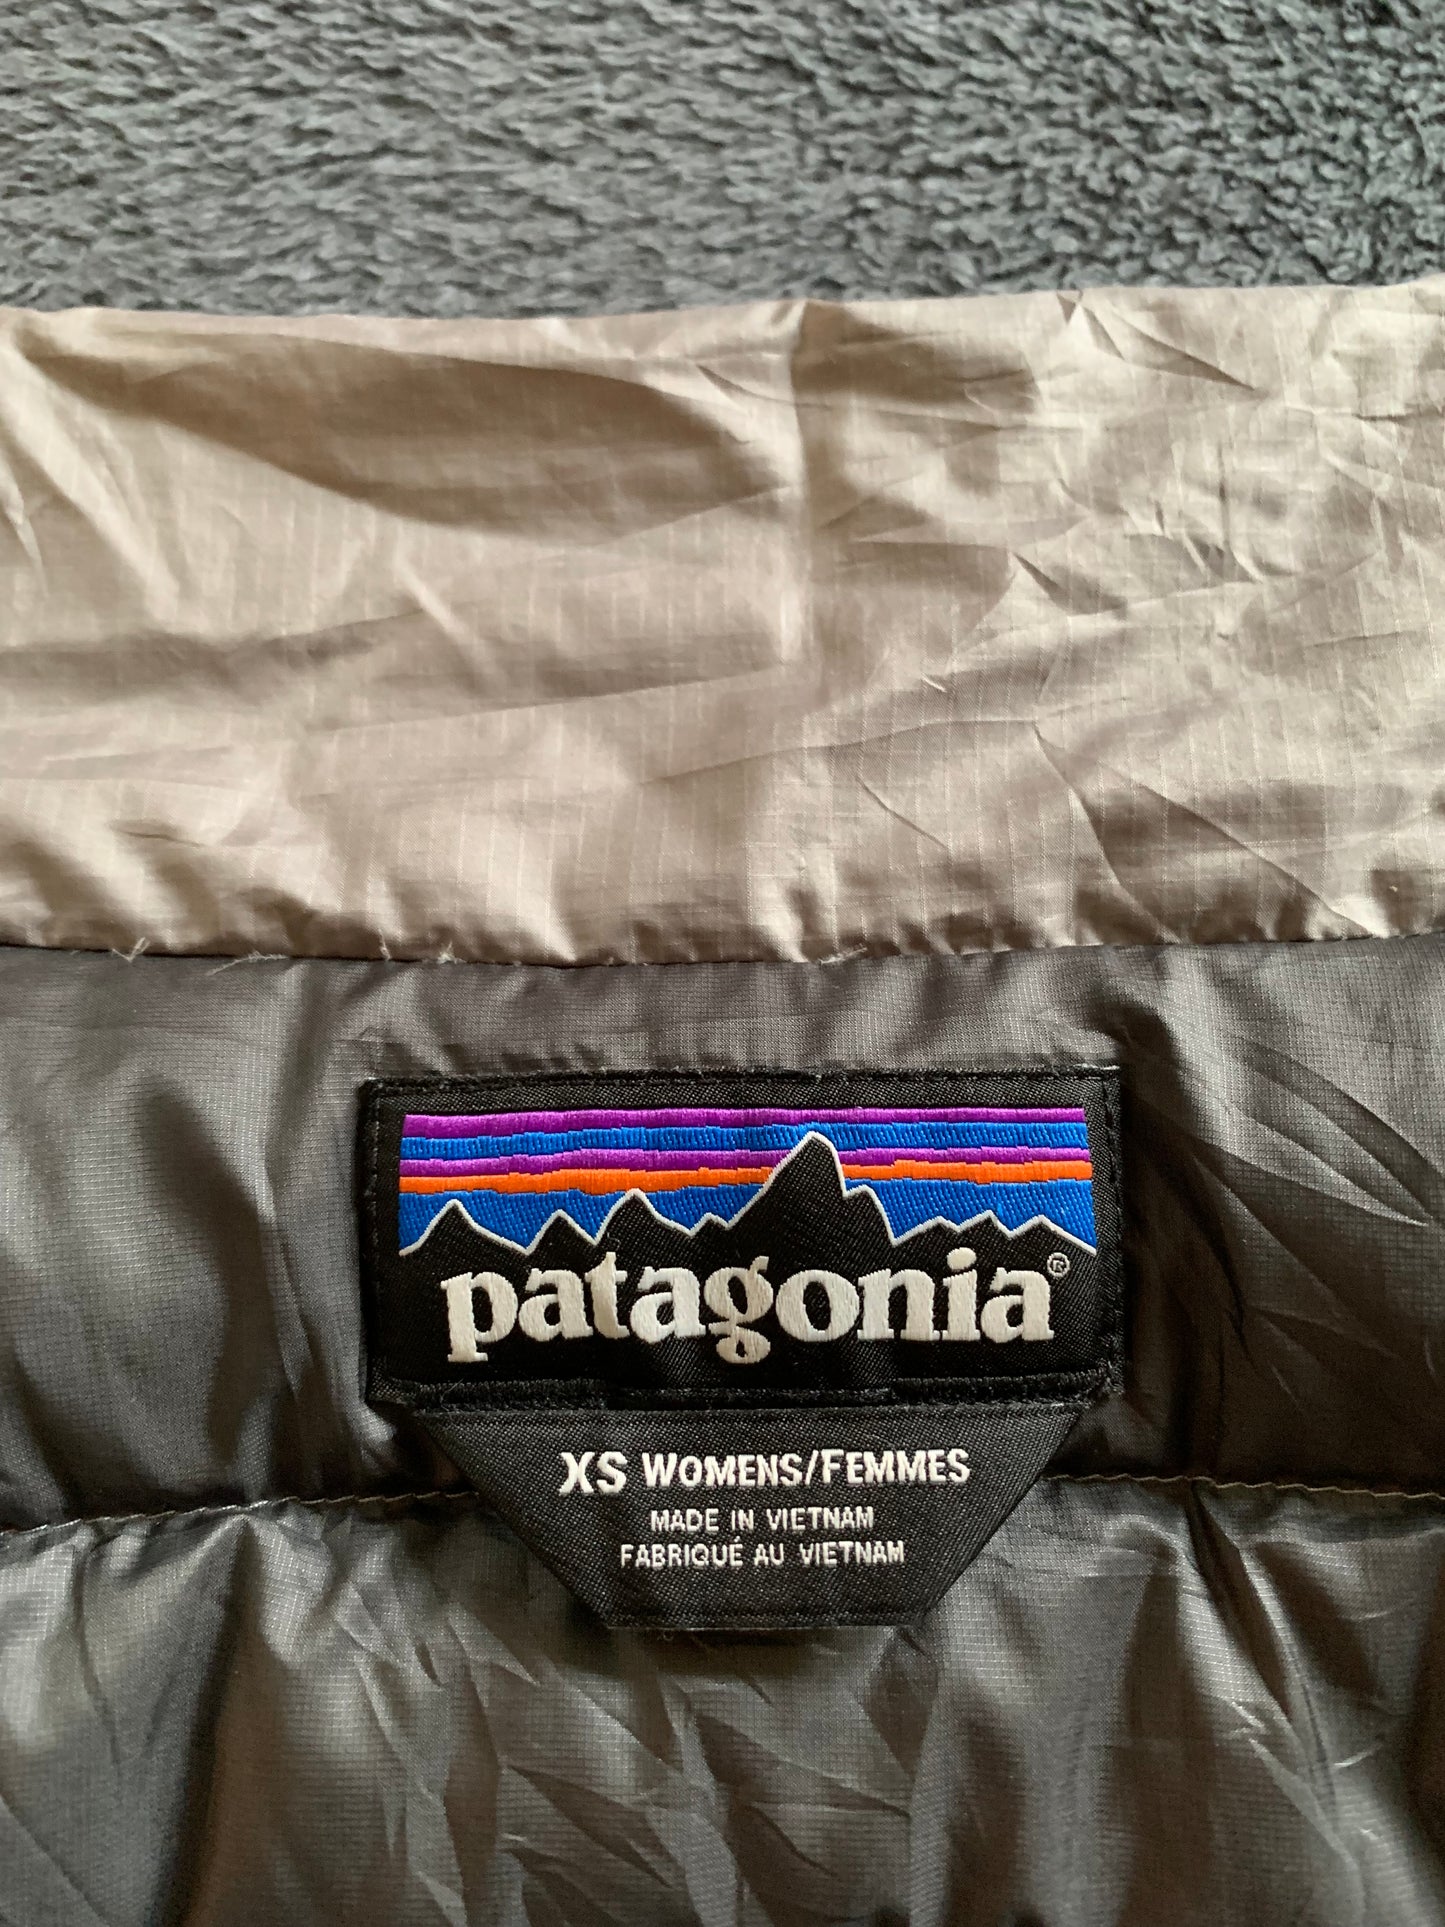 patagonia®
XS WOMENS/FEMMES
MADE IN VIETNAM
FABRIQUÉ AU VIETNAM